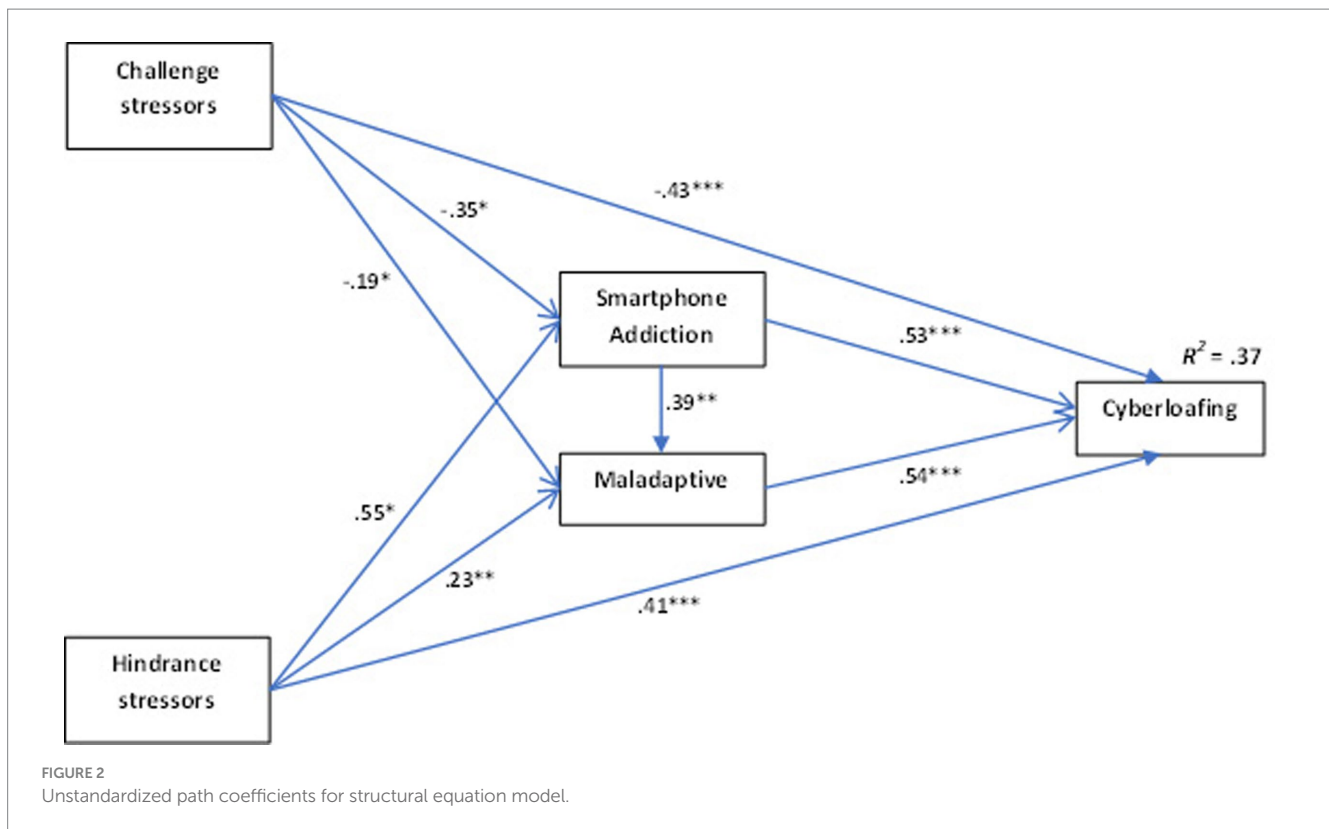 Challenge
stressors
-.43***
-.35*
-.19*
Smartphone
Addiction
.53***
R² = .37
.39**
Cyberloafing
Maladaptive
.54***
.55*
.23**
.41***
Hindrance
stressors
FIGURE 2
Unstandardized path coefficients for structural equation model.